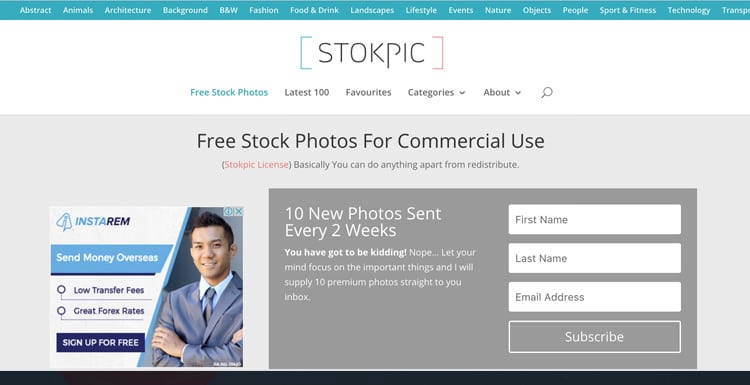 Abstract Animals Architecture Background B&W Fashion Food & Drink Landscapes Lifestyle Events Nature Objects People Sport & Fitness Technology Transpo
[STOKPIC]
Free Stock Photos Latest 100 Favourites Categories About
Free Stock Photos For Commercial Use
(Stokpic License) Basically You can do anything apart from redistribute.
INSTAREM
Send Money Overseas
Low Transfer Fees
Great Forex Rates
SIGN UP FOR FREE
10 New Photos Sent
Every 2 Weeks
You have got to be kidding! Nope... Let your
mind focus on the important things and I will
supply 10 premium photos straight to you
inbox.
First Name
Last Name
Email Address
Subscribe